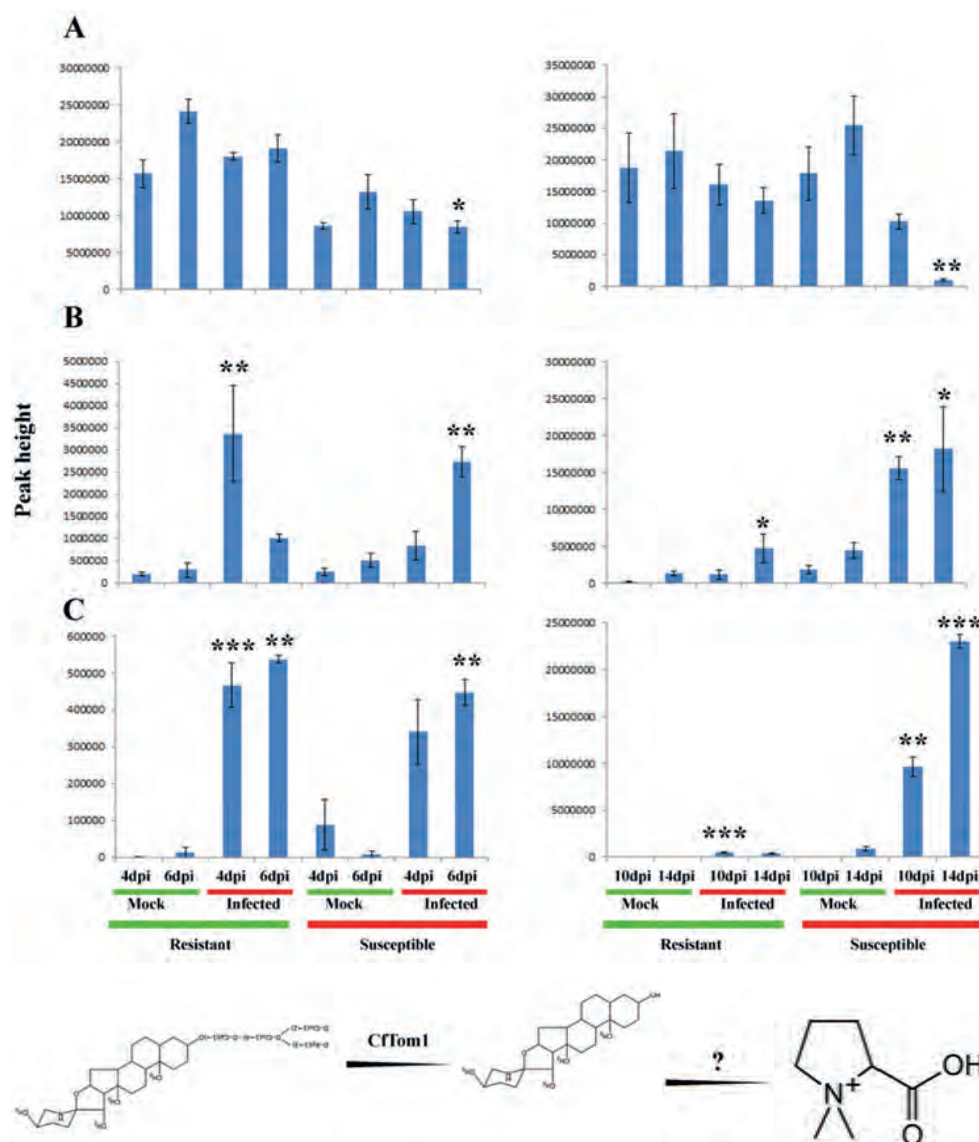 A
30000000
25000000
20000000
15000000
10000000
5000000
0
*
35000000
30000000
25000000
20000000
15000000
10000000
5000000
0
**
B
Peak height
5000000
4500000
4000000
3500000
3000000
2500000
2000000
1500000
1000000
500000
0
** **
30000000
25000000
20000000
15000000
10000000
5000000
0
* ** *
C
600000
500000
400000
300000
200000
100000
0
*** ** **
25000000
20000000
15000000
10000000
5000000
0
*** ** ***
4dpi 6dpi 4dpi 6dpi 4dpi 6dpi 4dpi 6dpi
Mock Infected Mock Infected
Resistant Susceptible
10dpi 14dpi 10dpi 14dpi 10dpi 14dpi 10dpi 14dpi
Mock Infected Mock Infected
Resistant Susceptible
CfTom1
?
OH
NH
OH
N+
O